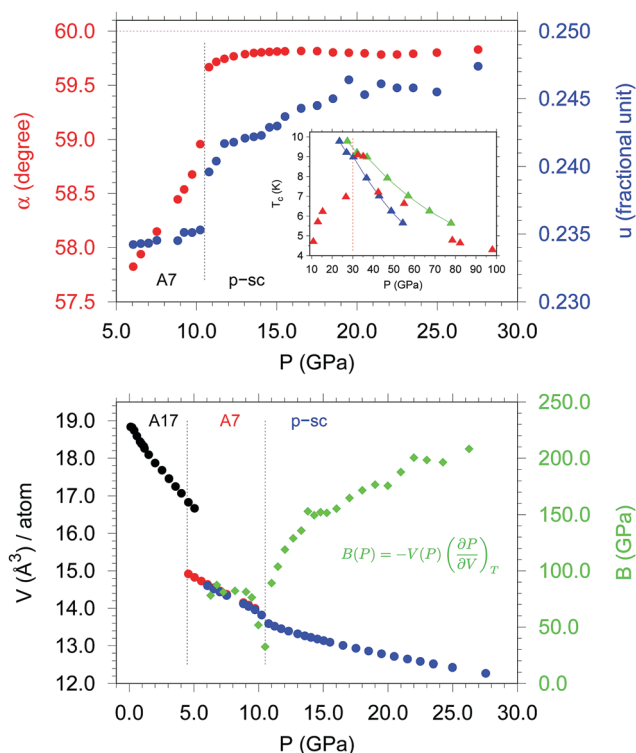 60.0
59.5
59.0
58.5
58.0
57.5
α (degree)
0.250
0.245
0.240
0.235
0.230
u (fractional unit)
10
9
8
7
6
5
4
T_c (K)
10 20 30 40 50 60 70 80 90 100
P (GPa)
A7
p-sc
5.0 10.0 15.0 20.0 25.0 30.0
P (GPa)
19.0
18.0
17.0
16.0
15.0
14.0
13.0
12.0
V (Å³) / atom
A17 A7 p-sc
B(P) = −V(P) (∂P/∂V)_T
250.0
200.0
150.0
100.0
50.0
0.0
B (GPa)
0.0 5.0 10.0 15.0 20.0 25.0 30.0
P (GPa)